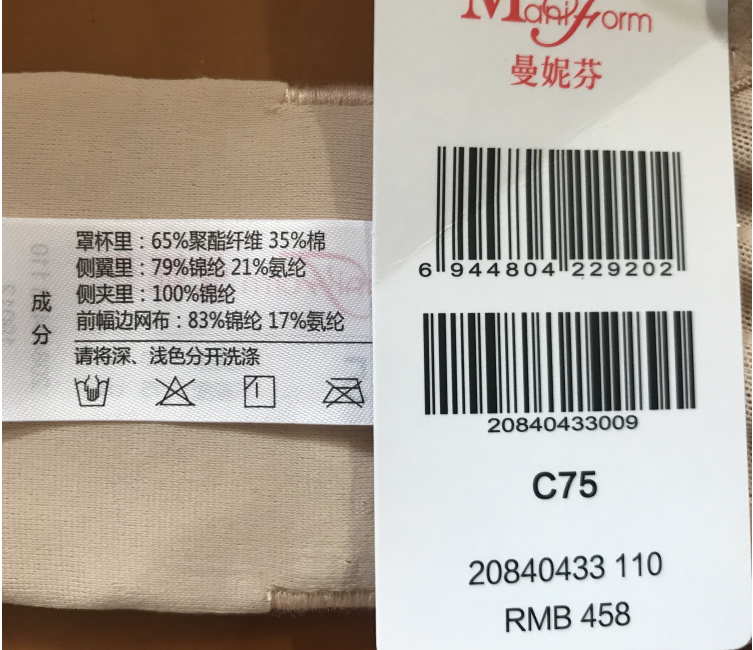 成分
罩杯里：65%聚酯纤维 35%棉
侧翼里：79%锦纶 21%氨纶
侧夹里：100%锦纶
前幅边网布：83%锦纶 17%氨纶
请将深、浅色分开洗涤
ManiForm
曼妮芬
6 944804 229202
20840433009
C75
20840433 110
RMB 458